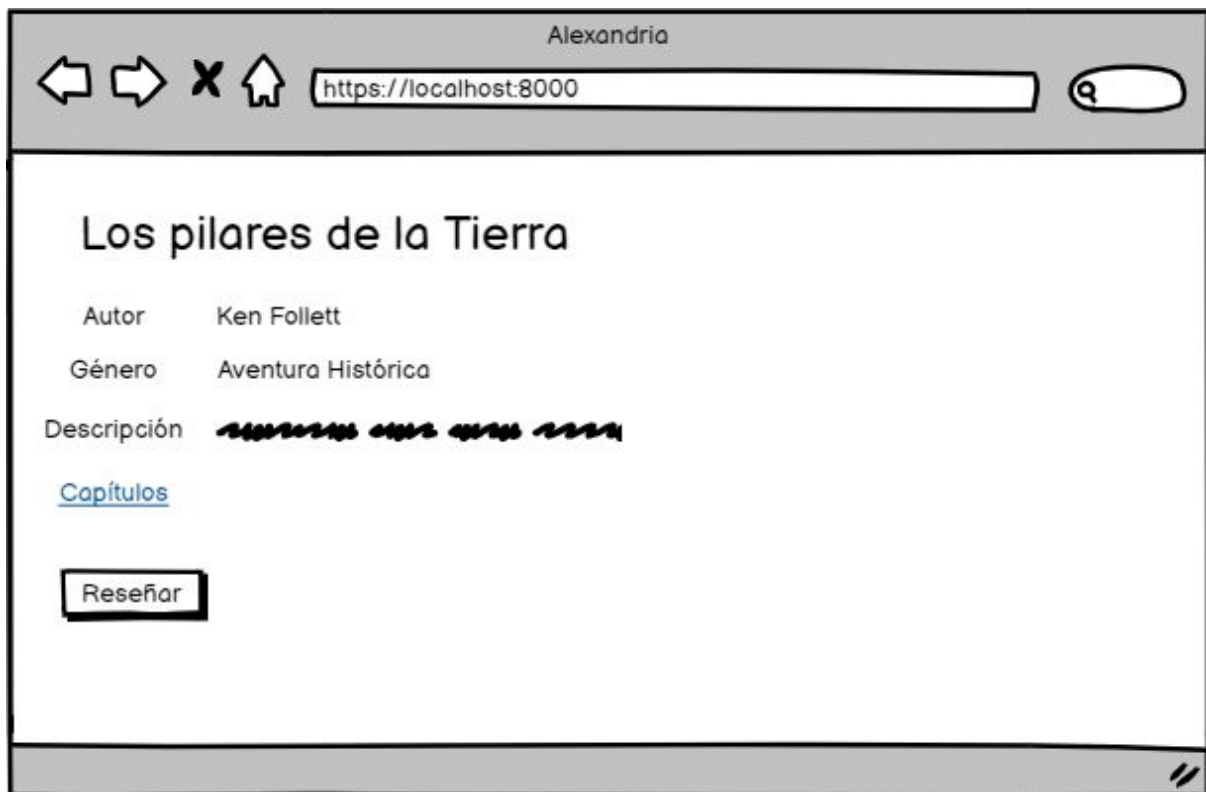 Alexandria
https://localhost:8000
Los pilares de la Tierra
Autor Ken Follett
Género Aventura Histórica
Descripción
Capítulos
Reseñar